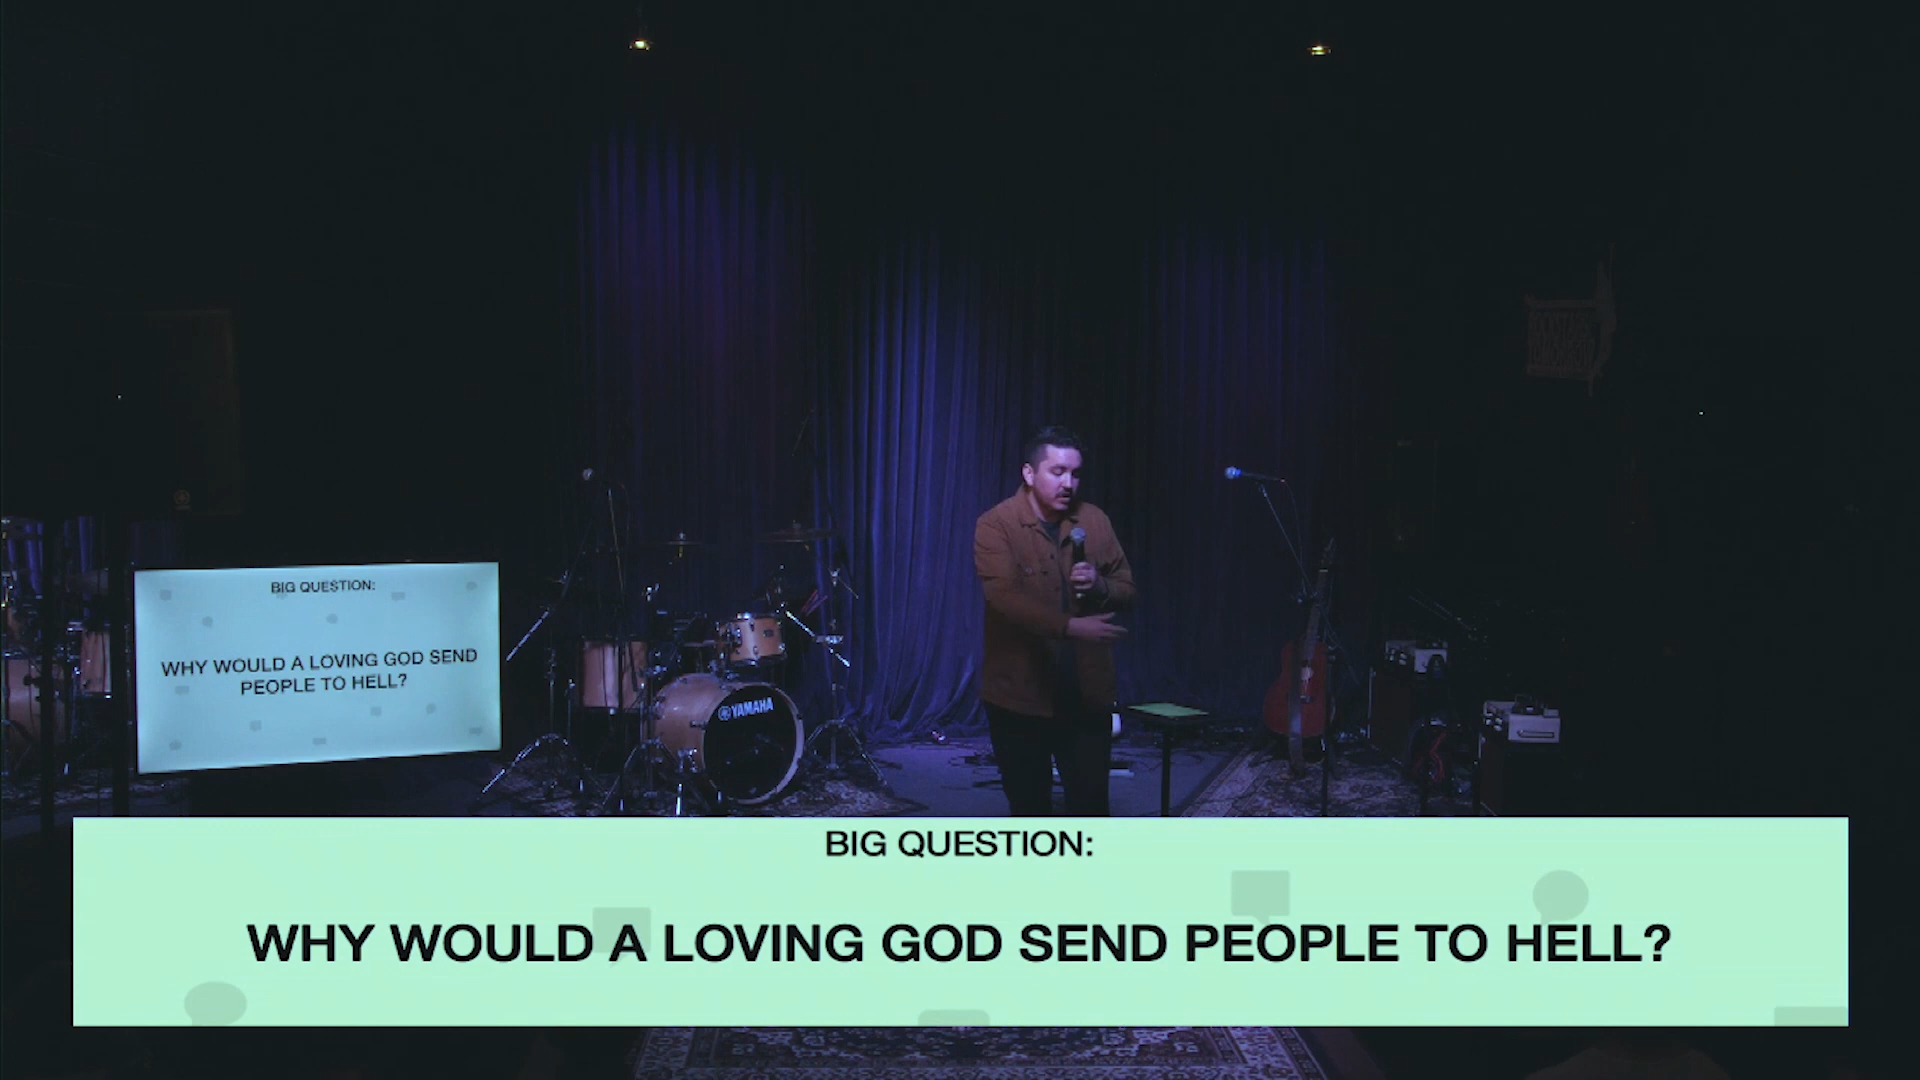 BIG QUESTION:
WHY WOULD A LOVING GOD SEND
PEOPLE TO HELL?
YAMAHA
BIG QUESTION:
WHY WOULD A LOVING GOD SEND PEOPLE TO HELL?